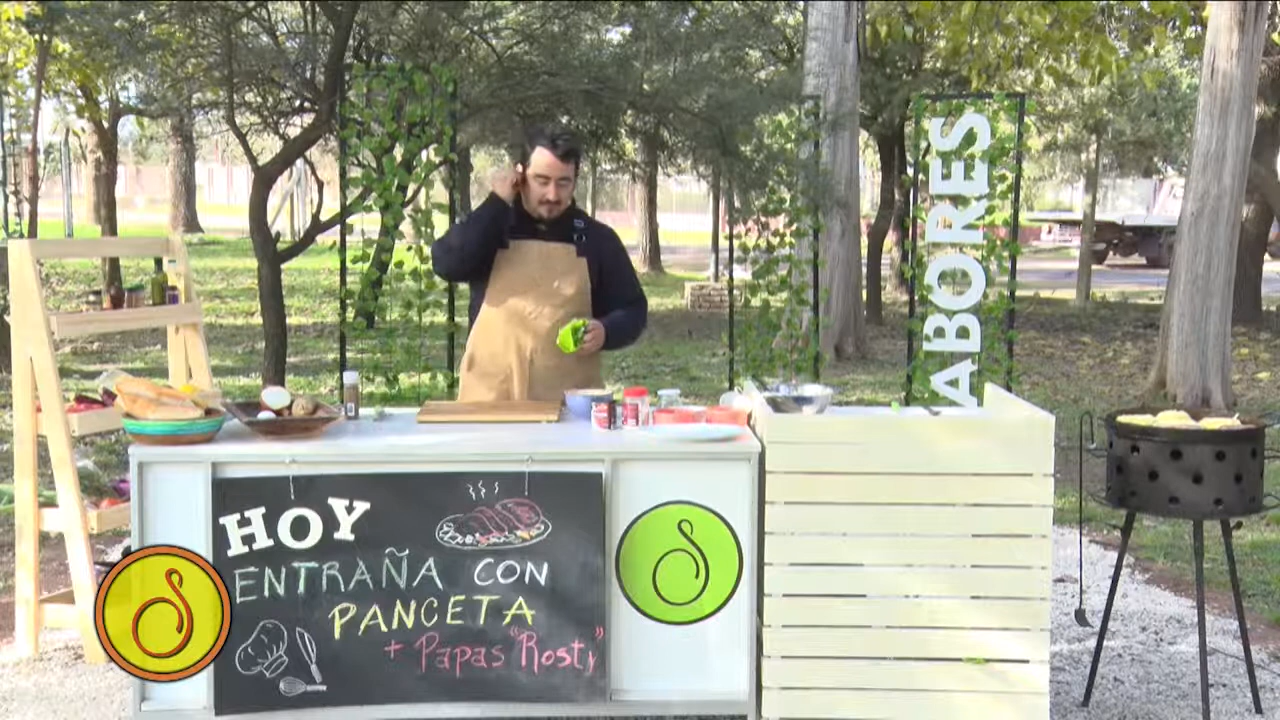 ABORES
HOY
ENTRAÑA CON
PANCETA
+ Papas "Rosty"